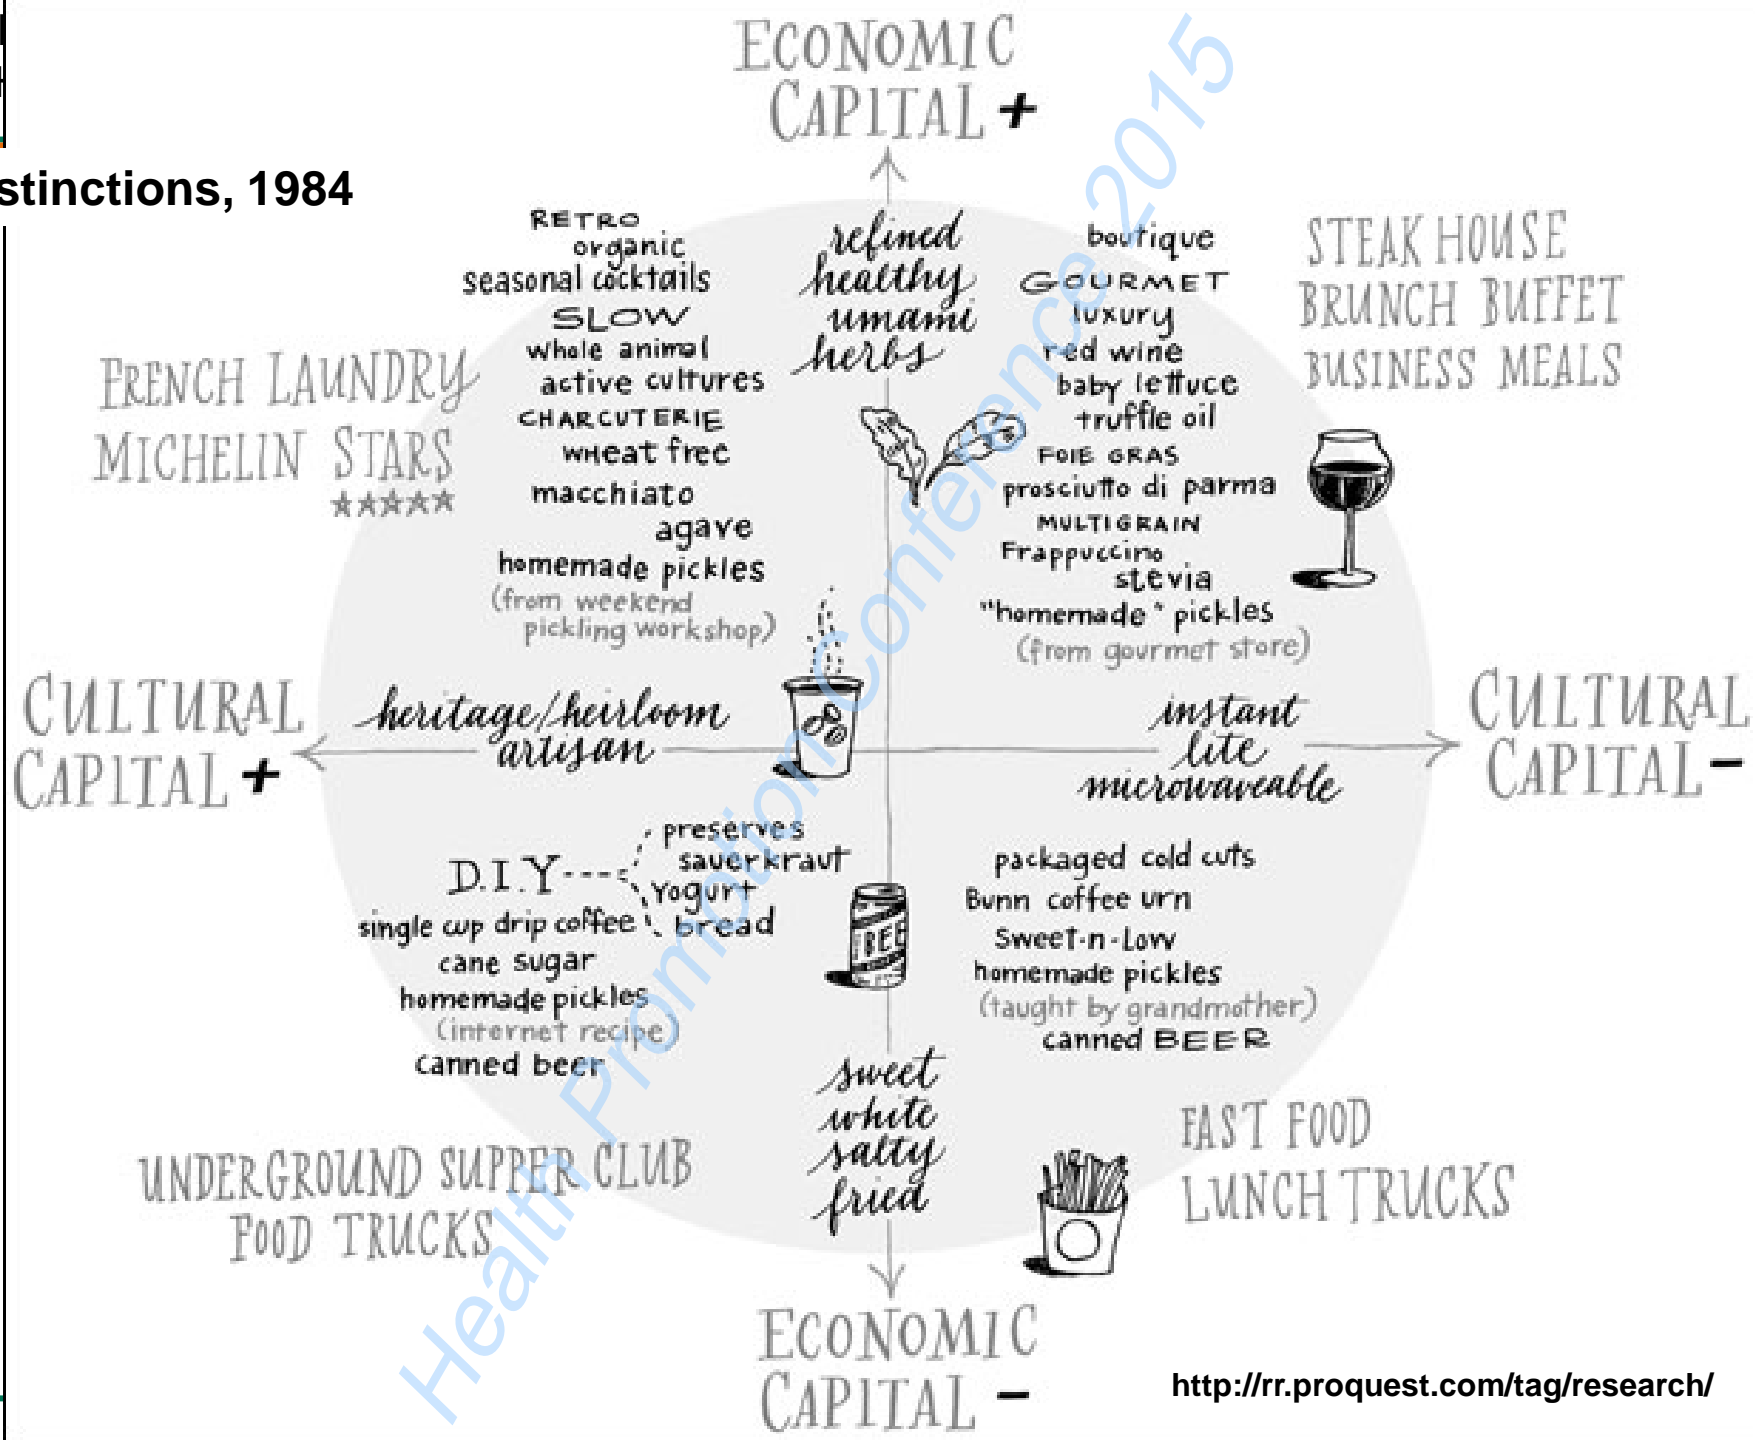 ECONOMIC
CAPITAL +
stinctions, 1984
RETRO
organic
seasonal cocktails
SLOW
whole animal
active cultures
CHARCUTERIE
wheat free
macchiato
agave
homemade pickles
(from weekend
pickling workshop)
refined
healthy
umami
herbs
boutique
GOURMET
luxury
red wine
baby lettuce
truffle oil
FOIE GRAS
prosciutto di parma
MULTIGRAIN
Frappuccino
stevia
"homemade" pickles
(from gourmet store)
STEAK HOUSE
BRUNCH BUFFET
BUSINESS MEALS
FRENCH LAUNDRY
MICHELIN STARS
CULTURAL
CAPITAL +
heritage/heirloom
artisan
instant
lite
microwaveable
CULTURAL
CAPITAL -
D.I.Y
preserves
sauerkraut
yogurt
bread
single cup drip coffee
cane sugar
homemade pickles
(internet recipe)
canned beer
BEE
packaged cold cuts
Bunn coffee urn
Sweet-n-Low
homemade pickles
(taught by grandmother)
canned BEER
sweet
white
salty
fried
UNDERGROUND SUPPER CLUB
FOOD TRUCKS
FAST FOOD
LUNCH TRUCKS
ECONOMIC
CAPITAL -
http://rr.proquest.com/tag/research/
Health Promotion Conference 2015